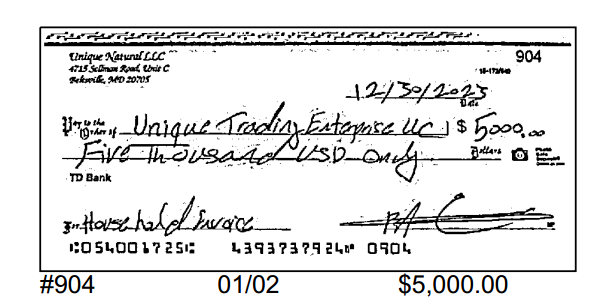 Unique Natural LLC 904
4715 Sellman Road, Unit C
Beltsville, MD 20705
12/30/2023
Date
Pay to the
Order of Unique Trading Enterprise LLC $ 5000.00
Five thousand USD only Dollars
TD Bank
For Household Invoice
⑆054001725⑆ 4393737924⑈ 0904
#904 01/02 $5,000.00